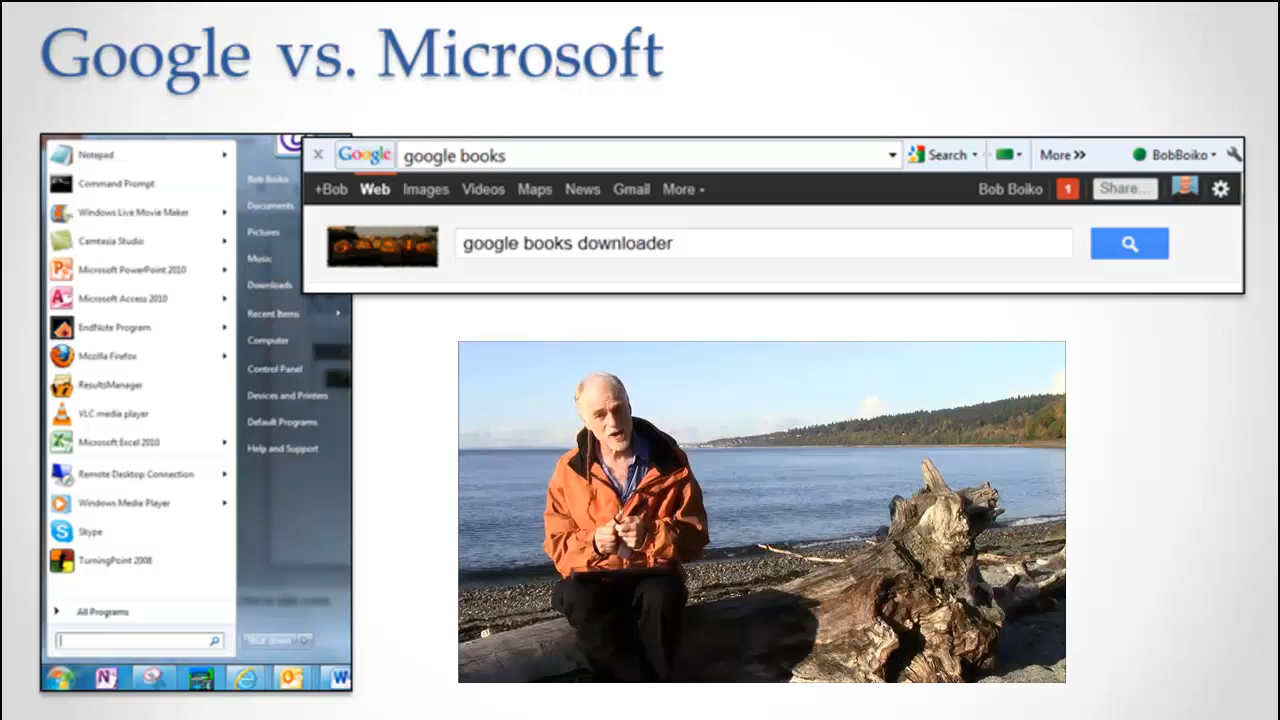 Google vs. Microsoft
Notepad
Command Prompt
Windows Live Movie Maker
Camtasia Studio
Microsoft PowerPoint 2010
Microsoft Access 2010
EndNote Program
Mozilla Firefox
ResultsManager
VLC media player
Microsoft Excel 2010
Remote Desktop Connection
Windows Media Player
Skype
TurningPoint 2008
All Programs
Bob Boiko
Documents
Pictures
Music
Downloads
Recent Items
Computer
Control Panel
Devices and Printers
Default Programs
Help and Support
Shut down
Google google books Search More BobBoiko
+Bob Web Images Videos Maps News Gmail More Bob Boiko 1 Share...
google books downloader